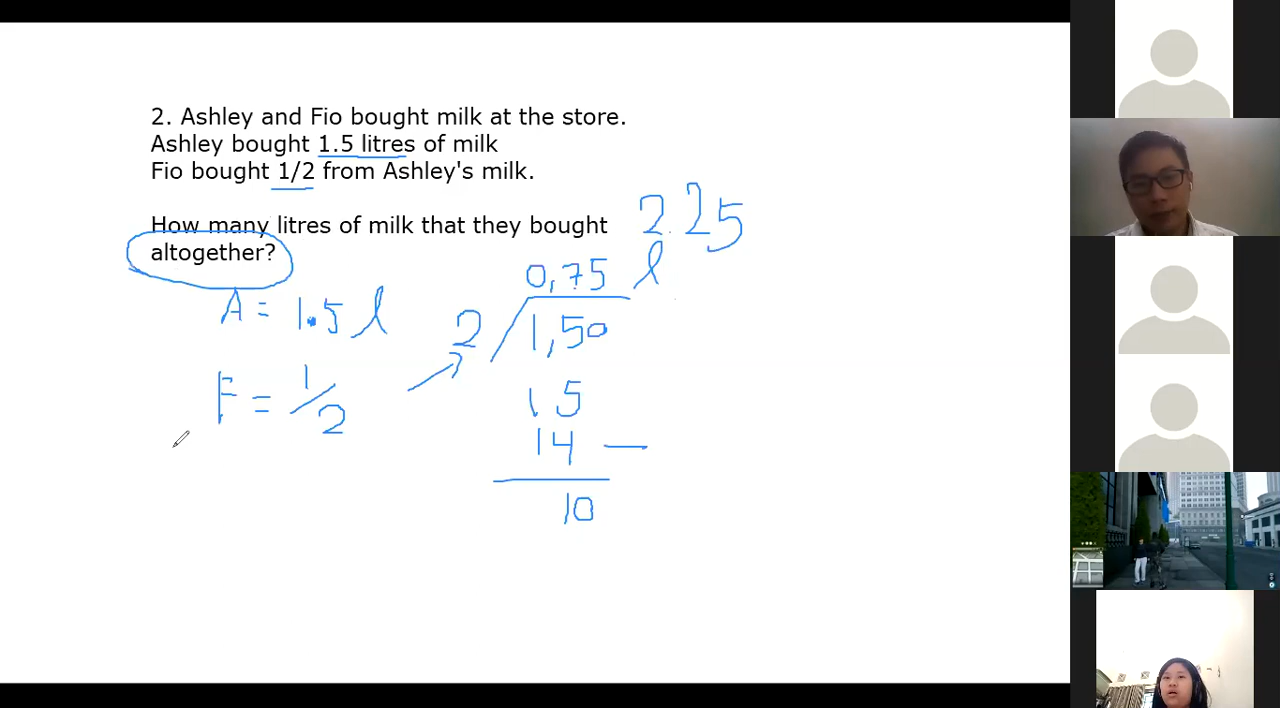 2. Ashley and Fio bought milk at the store.
Ashley bought 1.5 litres of milk
Fio bought 1/2 from Ashley's milk.
How many litres of milk that they bought
altogether?
2.25
l
A = 1.5 l
F = 1/2
0,75
2 1,50
1 5
14 —
10